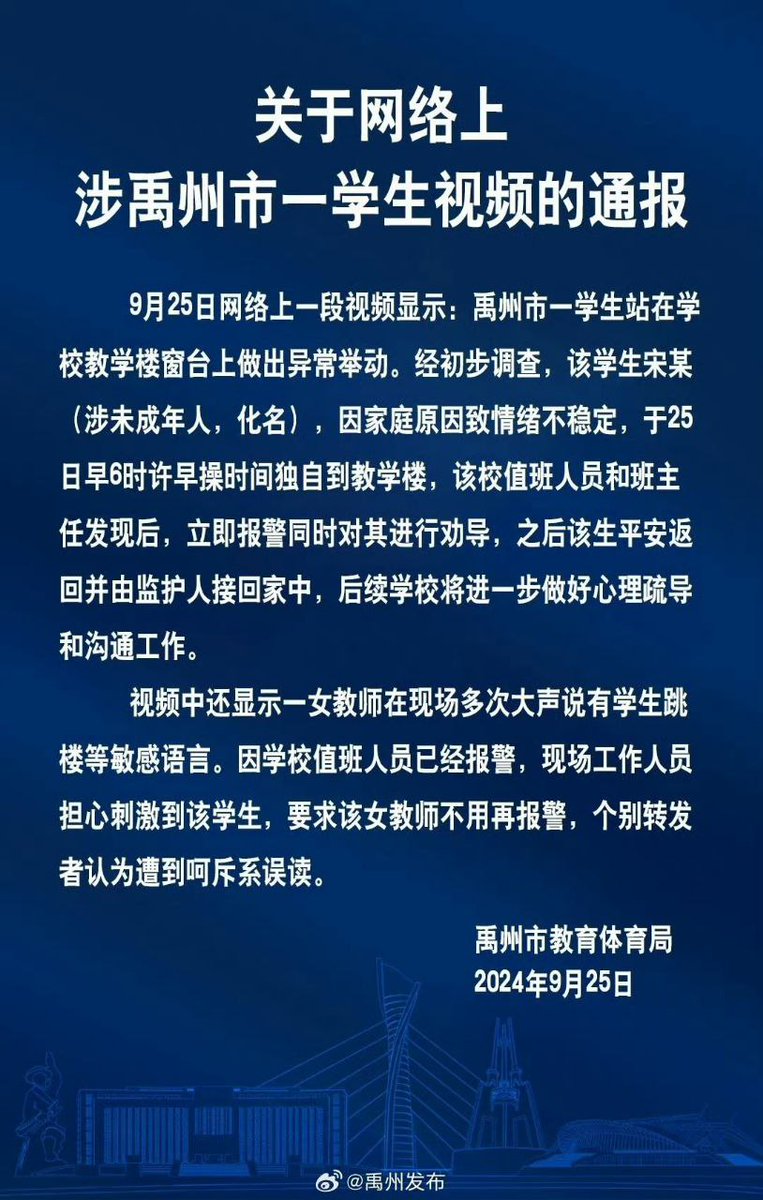 关于网络上
涉禹州市一学生视频的通报
9月25日网络上一段视频显示：禹州市一学生站在学
校教学楼窗台上做出异常举动。经初步调查，该学生宋某
（涉未成年人，化名），因家庭原因致情绪不稳定，于25
日早6时许早操时间独自到教学楼，该校值班人员和班主
任发现后，立即报警同时对其进行劝导，之后该生平安返
回并由监护人接回家中，后续学校将进一步做好心理疏导
和沟通工作。
视频中还显示一女教师在现场多次大声说有学生跳
楼等敏感语言。因学校值班人员已经报警，现场工作人员
担心刺激到该学生，要求该女教师不用再报警，个别转发
者认为遭到呵斥系误读。
禹州市教育体育局
2024年9月25日
@禹州发布